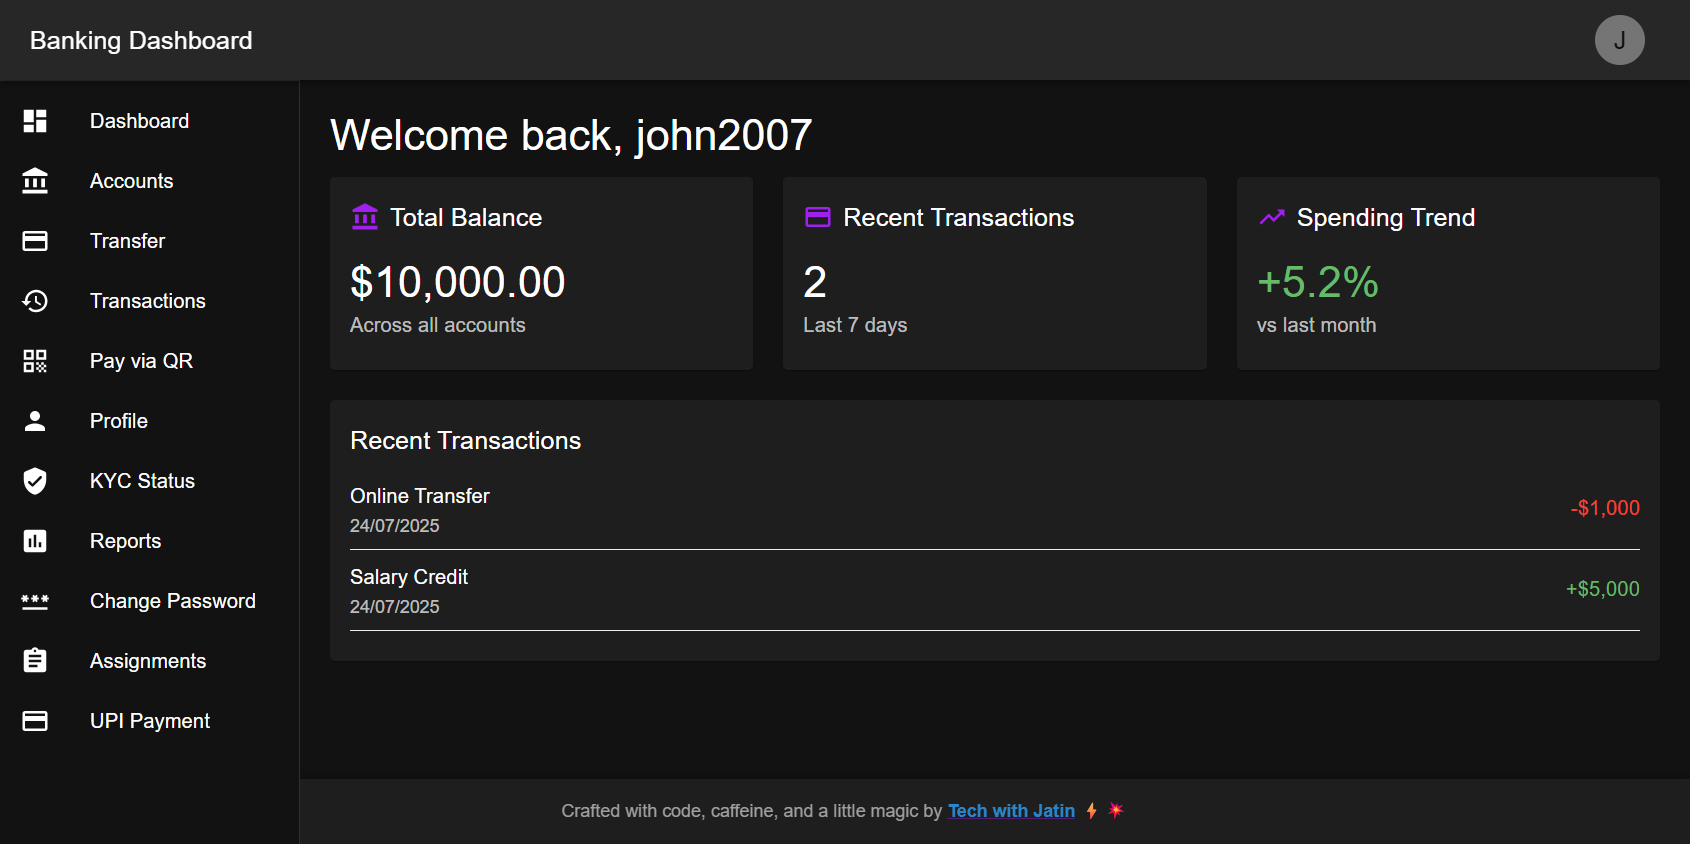 Banking Dashboard
J
Dashboard
Accounts
Transfer
Transactions
Pay via QR
Profile
KYC Status
Reports
Change Password
Assignments
UPI Payment
Welcome back, john2007
Total Balance
$10,000.00
Across all accounts
Recent Transactions
2
Last 7 days
Spending Trend
+5.2%
vs last month
Recent Transactions
Online Transfer
24/07/2025
-$1,000
Salary Credit
24/07/2025
+$5,000
Crafted with code, caffeine, and a little magic by Tech with Jatin